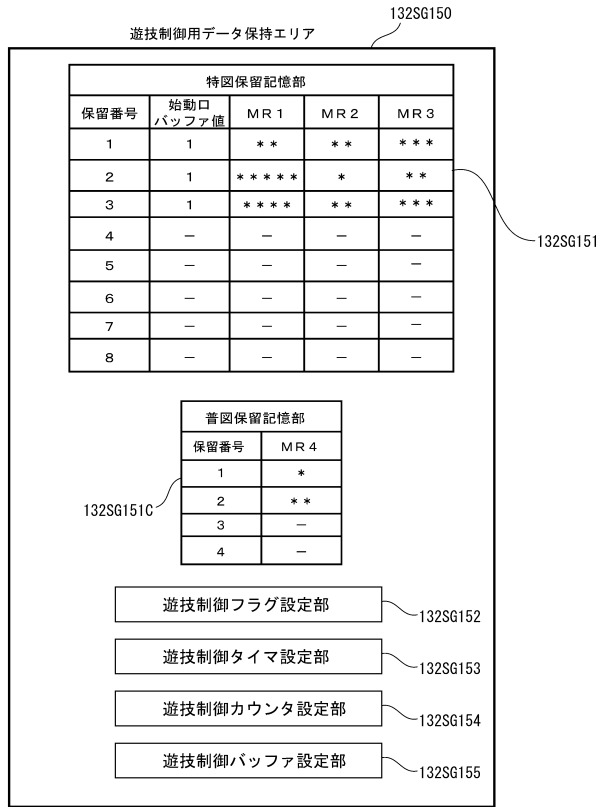 132SG150
遊技制御用データ保持エリア
特図保留記憶部
保留番号 始動口バッファ値 MR1 MR2 MR3
1 1 ** ** ***
2 1 ***** * **
3 1 **** ** ***
4 － － － －
5 － － － －
6 － － － －
7 － － － －
8 － － － －
132SG151
普図保留記憶部
保留番号 MR4
1 *
2 **
3 －
4 －
132SG151C
遊技制御フラグ設定部 132SG152
遊技制御タイマ設定部 132SG153
遊技制御カウンタ設定部 132SG154
遊技制御バッファ設定部 132SG155